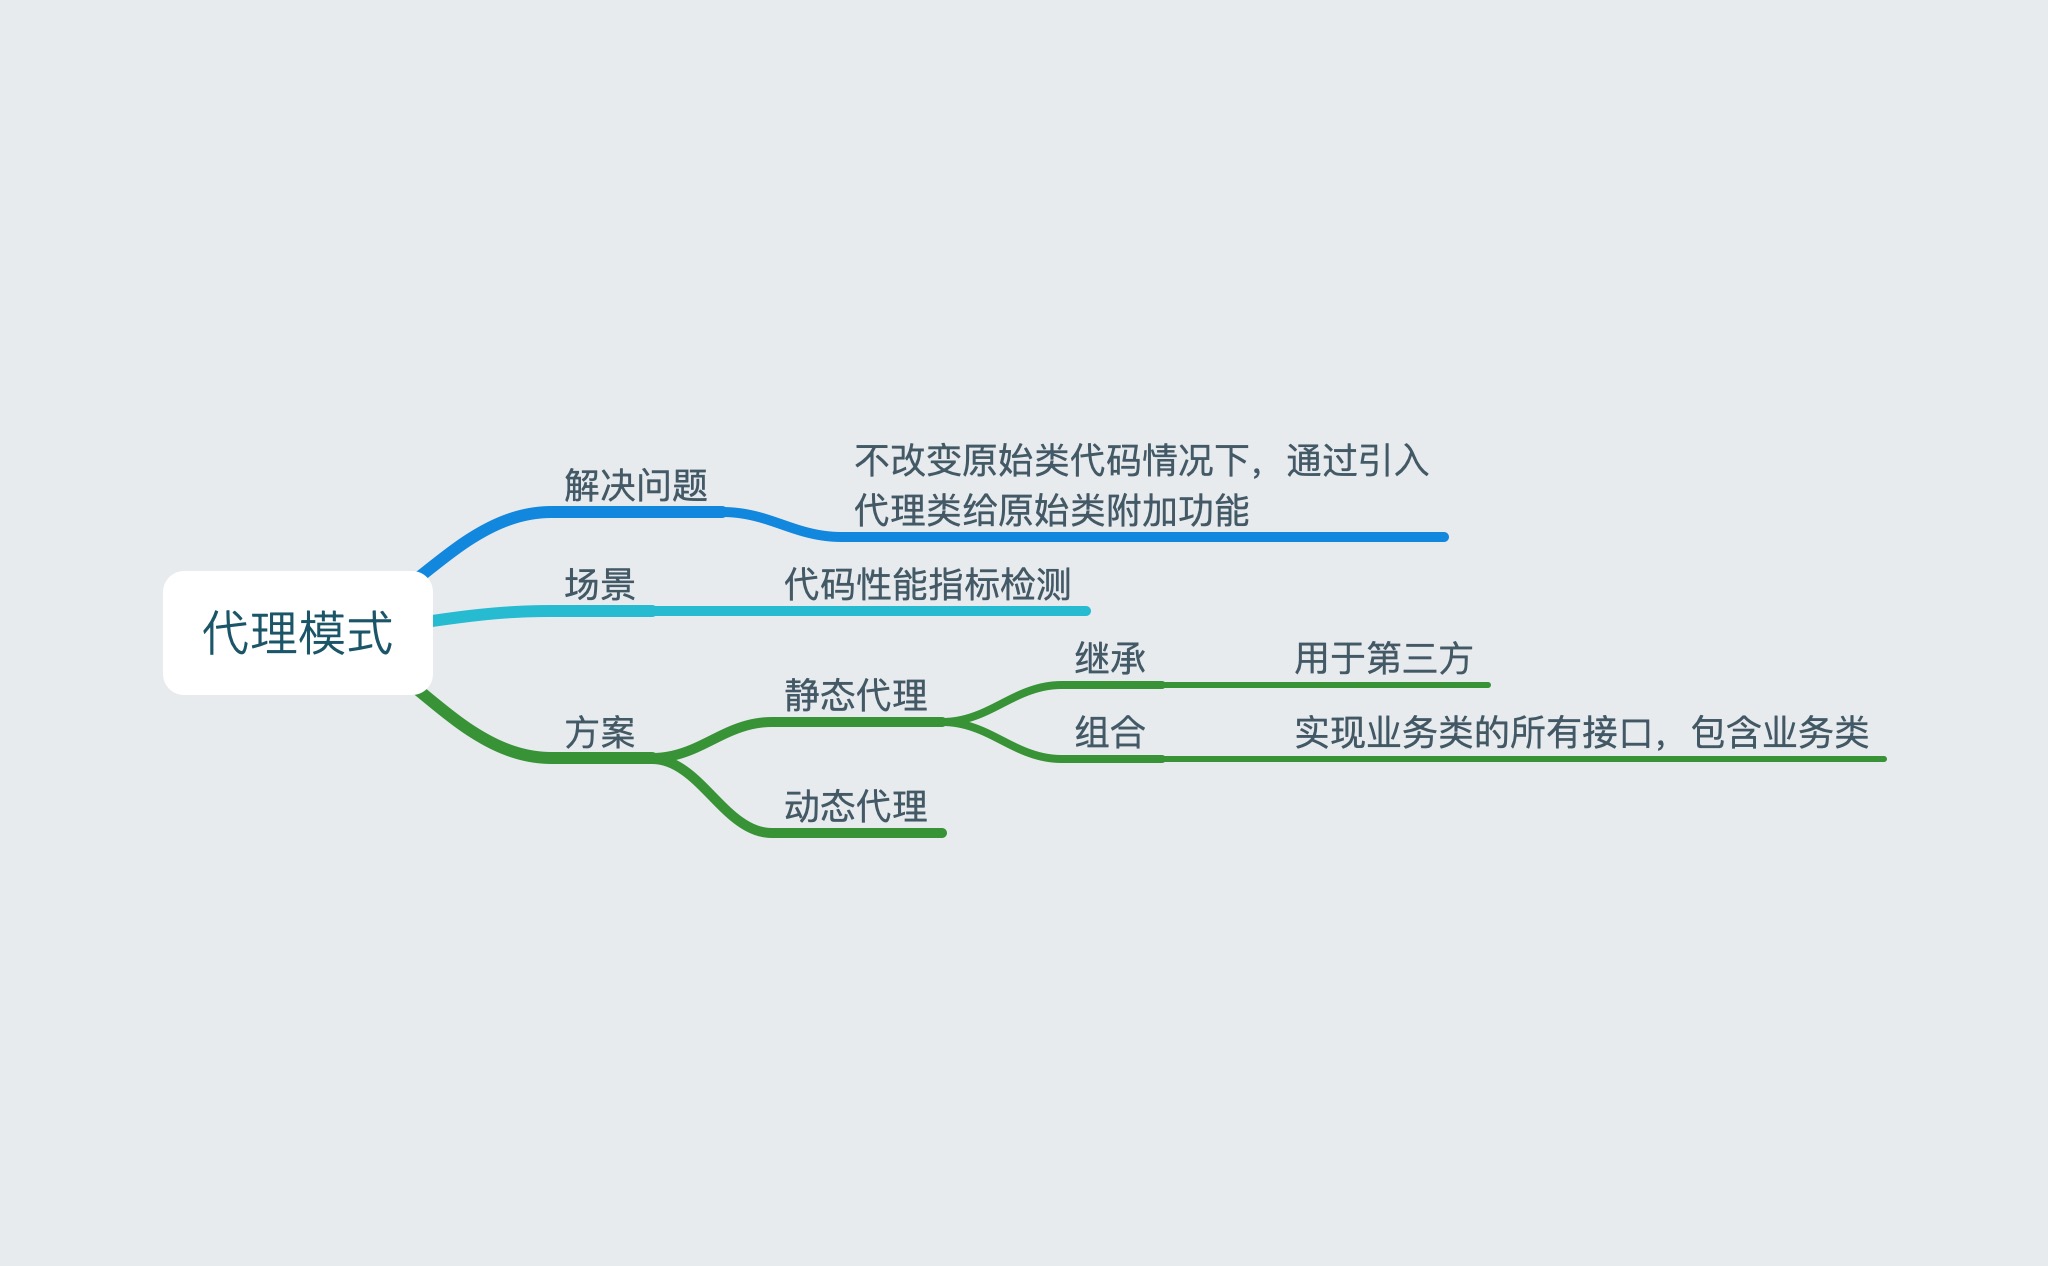 代理模式
解决问题
不改变原始类代码情况下，通过引入
代理类给原始类附加功能
场景
代码性能指标检测
方案
静态代理
继承
用于第三方
组合
实现业务类的所有接口，包含业务类
动态代理